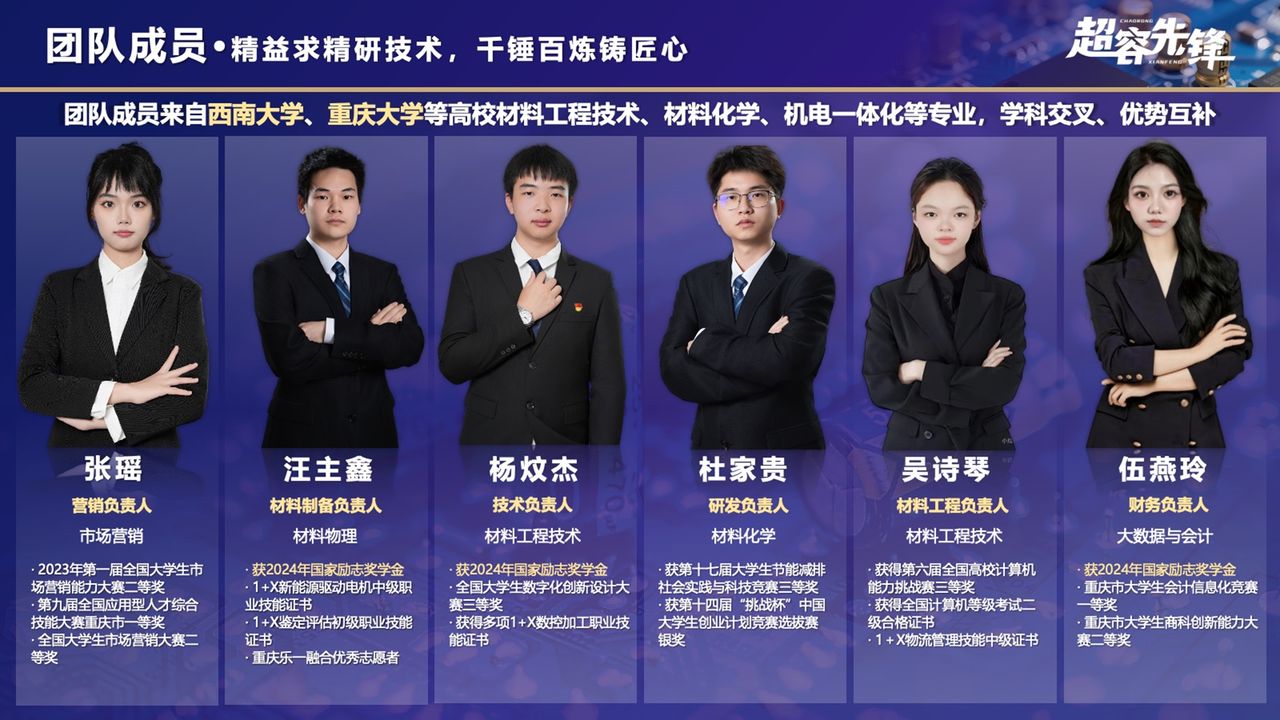 团队成员•精益求精研技术，千锤百炼铸匠心
超容先锋
CHAORONG
XIANFENG
团队成员来自西南大学、重庆大学等高校材料工程技术、材料化学、机电一体化等专业，学科交叉、优势互补
张瑶
营销负责人
市场营销
· 2023年第一届全国大学生市
场营销能力大赛二等奖
· 第九届全国应用型人才综合
技能大赛重庆市一等奖
· 全国大学生市场营销大赛二
等奖
汪主鑫
材料制备负责人
材料物理
· 获2024年国家励志奖学金
· 1+X新能源驱动电机中级职
业技能证书
· 1+X鉴定评估初级职业技能
证书
· 重庆乐一融合优秀志愿者
杨炆杰
技术负责人
材料工程技术
· 获2024年国家励志奖学金
· 全国大学生数字化创新设计大
赛三等奖
· 获得多项1+X数控加工职业技
能证书
杜家贵
研发负责人
材料化学
· 获第十七届大学生节能减排
社会实践与科技竞赛三等奖
· 获第十四届“挑战杯”中国
大学生创业计划竞赛选拔赛
银奖
吴诗琴
材料工程负责人
材料工程技术
· 获得第六届全国高校计算机
能力挑战赛三等奖
· 获得全国计算机等级考试二
级合格证书
· 1+X物流管理技能中级证书
伍燕玲
财务负责人
大数据与会计
· 获2024年国家励志奖学金
· 重庆市大学生会计信息化竞赛
一等奖
· 重庆市大学生商科创新能力大
赛二等奖
470